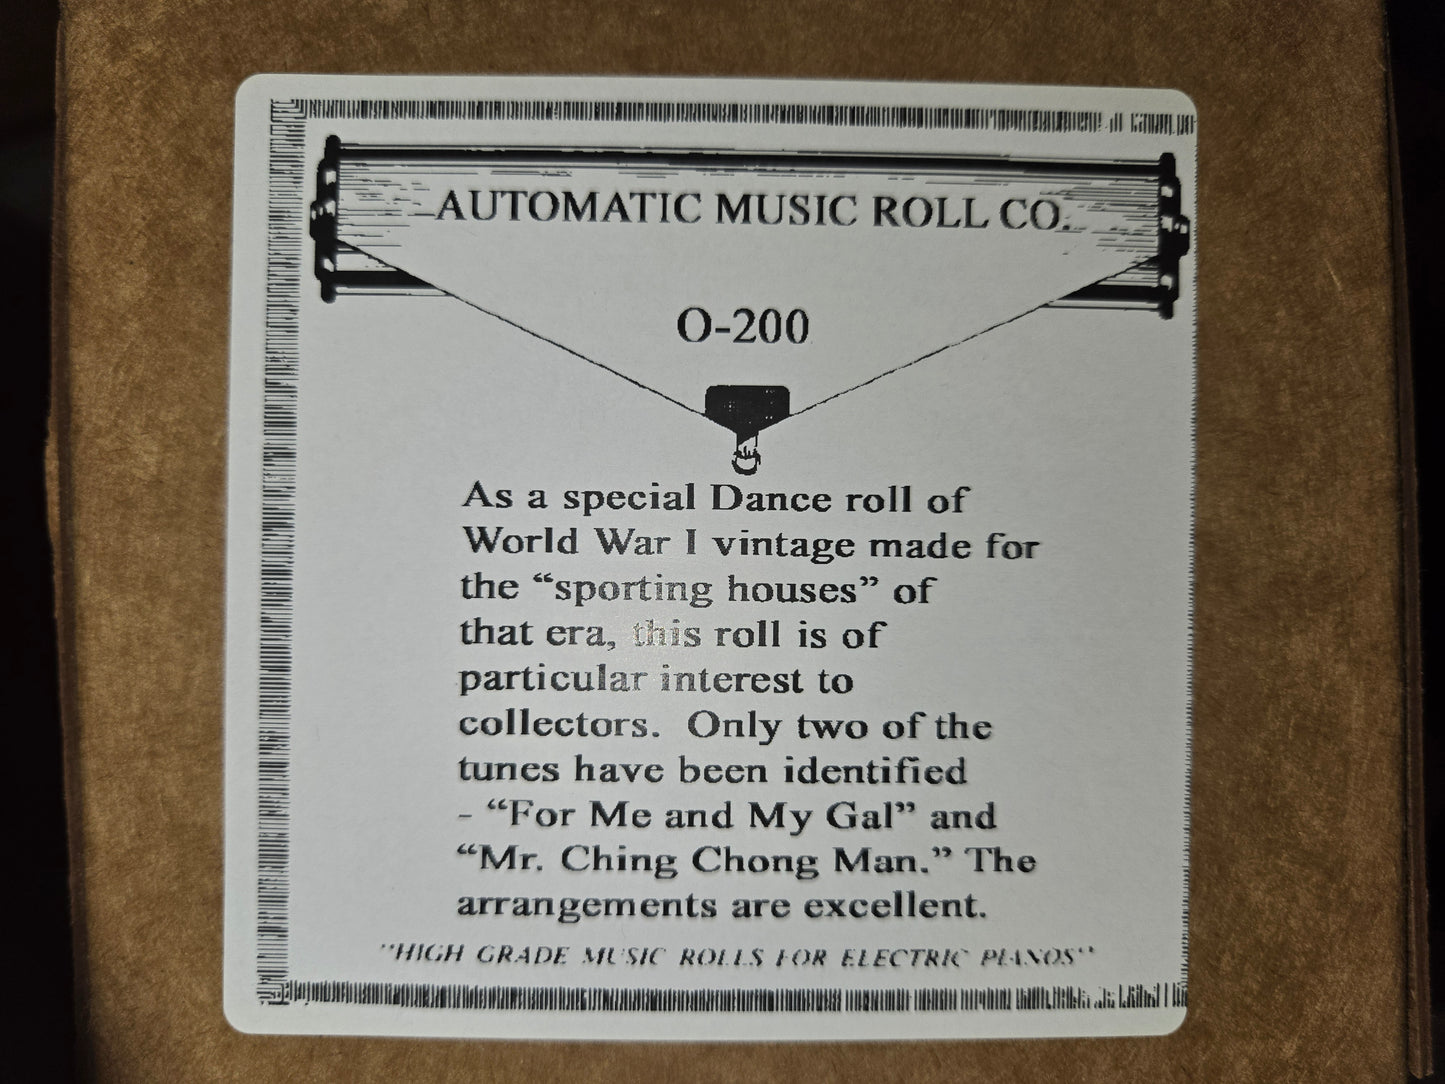 AUTOMATIC MUSIC ROLL CO.
O-200
As a special Dance roll of
World War I vintage made for
the “sporting houses” of
that era, this roll is of
particular interest to
collectors.  Only two of the
tunes have been identified
- “For Me and My Gal” and
“Mr. Ching Chong Man.” The
arrangements are excellent.
"HIGH GRADE MUSIC ROLLS FOR ELECTRIC PIANOS"